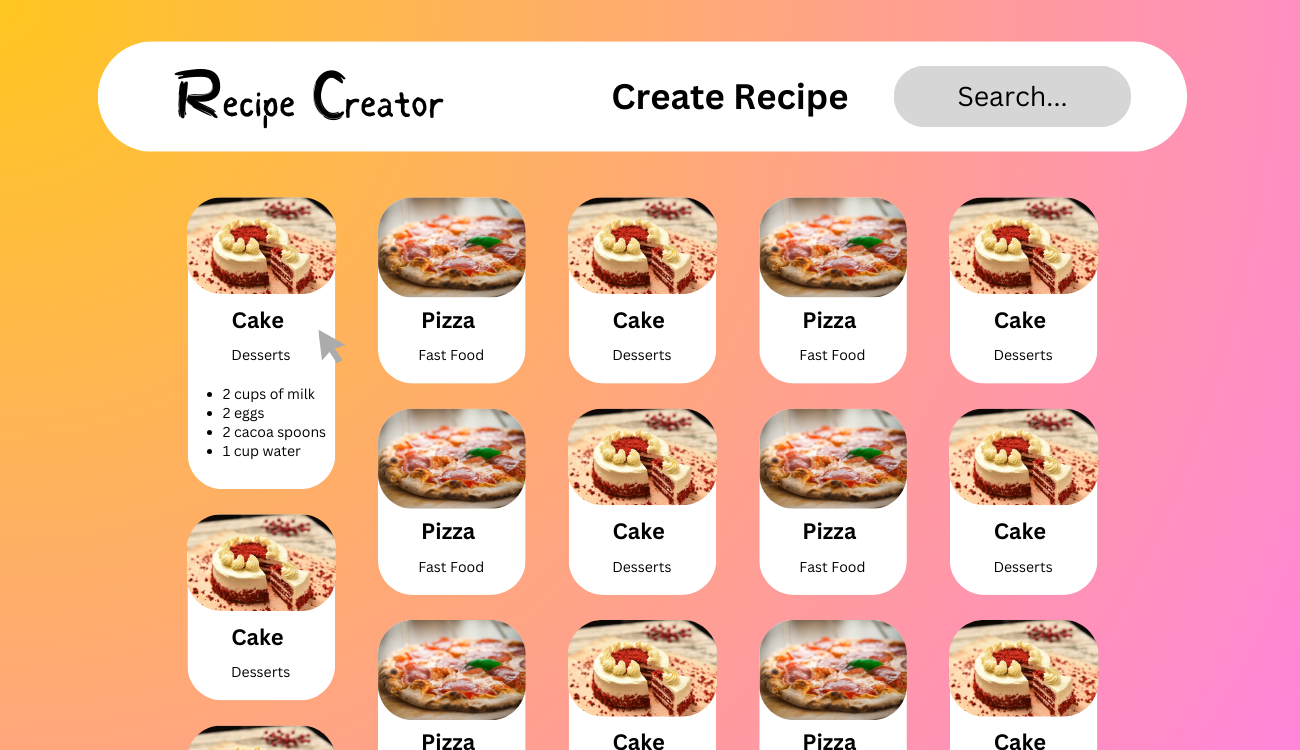 Recipe Creator
Create Recipe
Search...
Cake
Desserts
2 cups of milk
2 eggs
2 cacoa spoons
1 cup water
Pizza
Fast Food
Cake
Desserts
Pizza
Fast Food
Cake
Desserts
Cake
Desserts
Pizza
Fast Food
Cake
Desserts
Pizza
Fast Food
Cake
Desserts
Pizza
Cake
Pizza
Cake